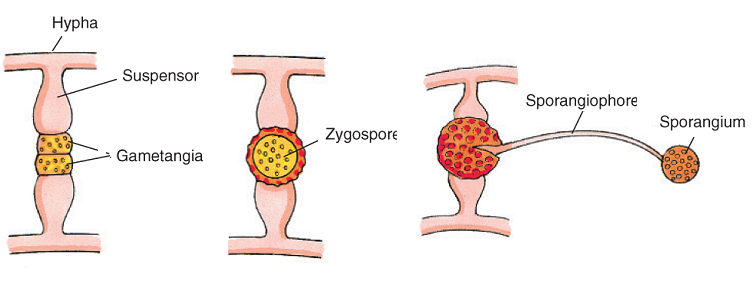 Hypha
Suspensor
Gametangia
Zygospore
Sporangiophore
Sporangium